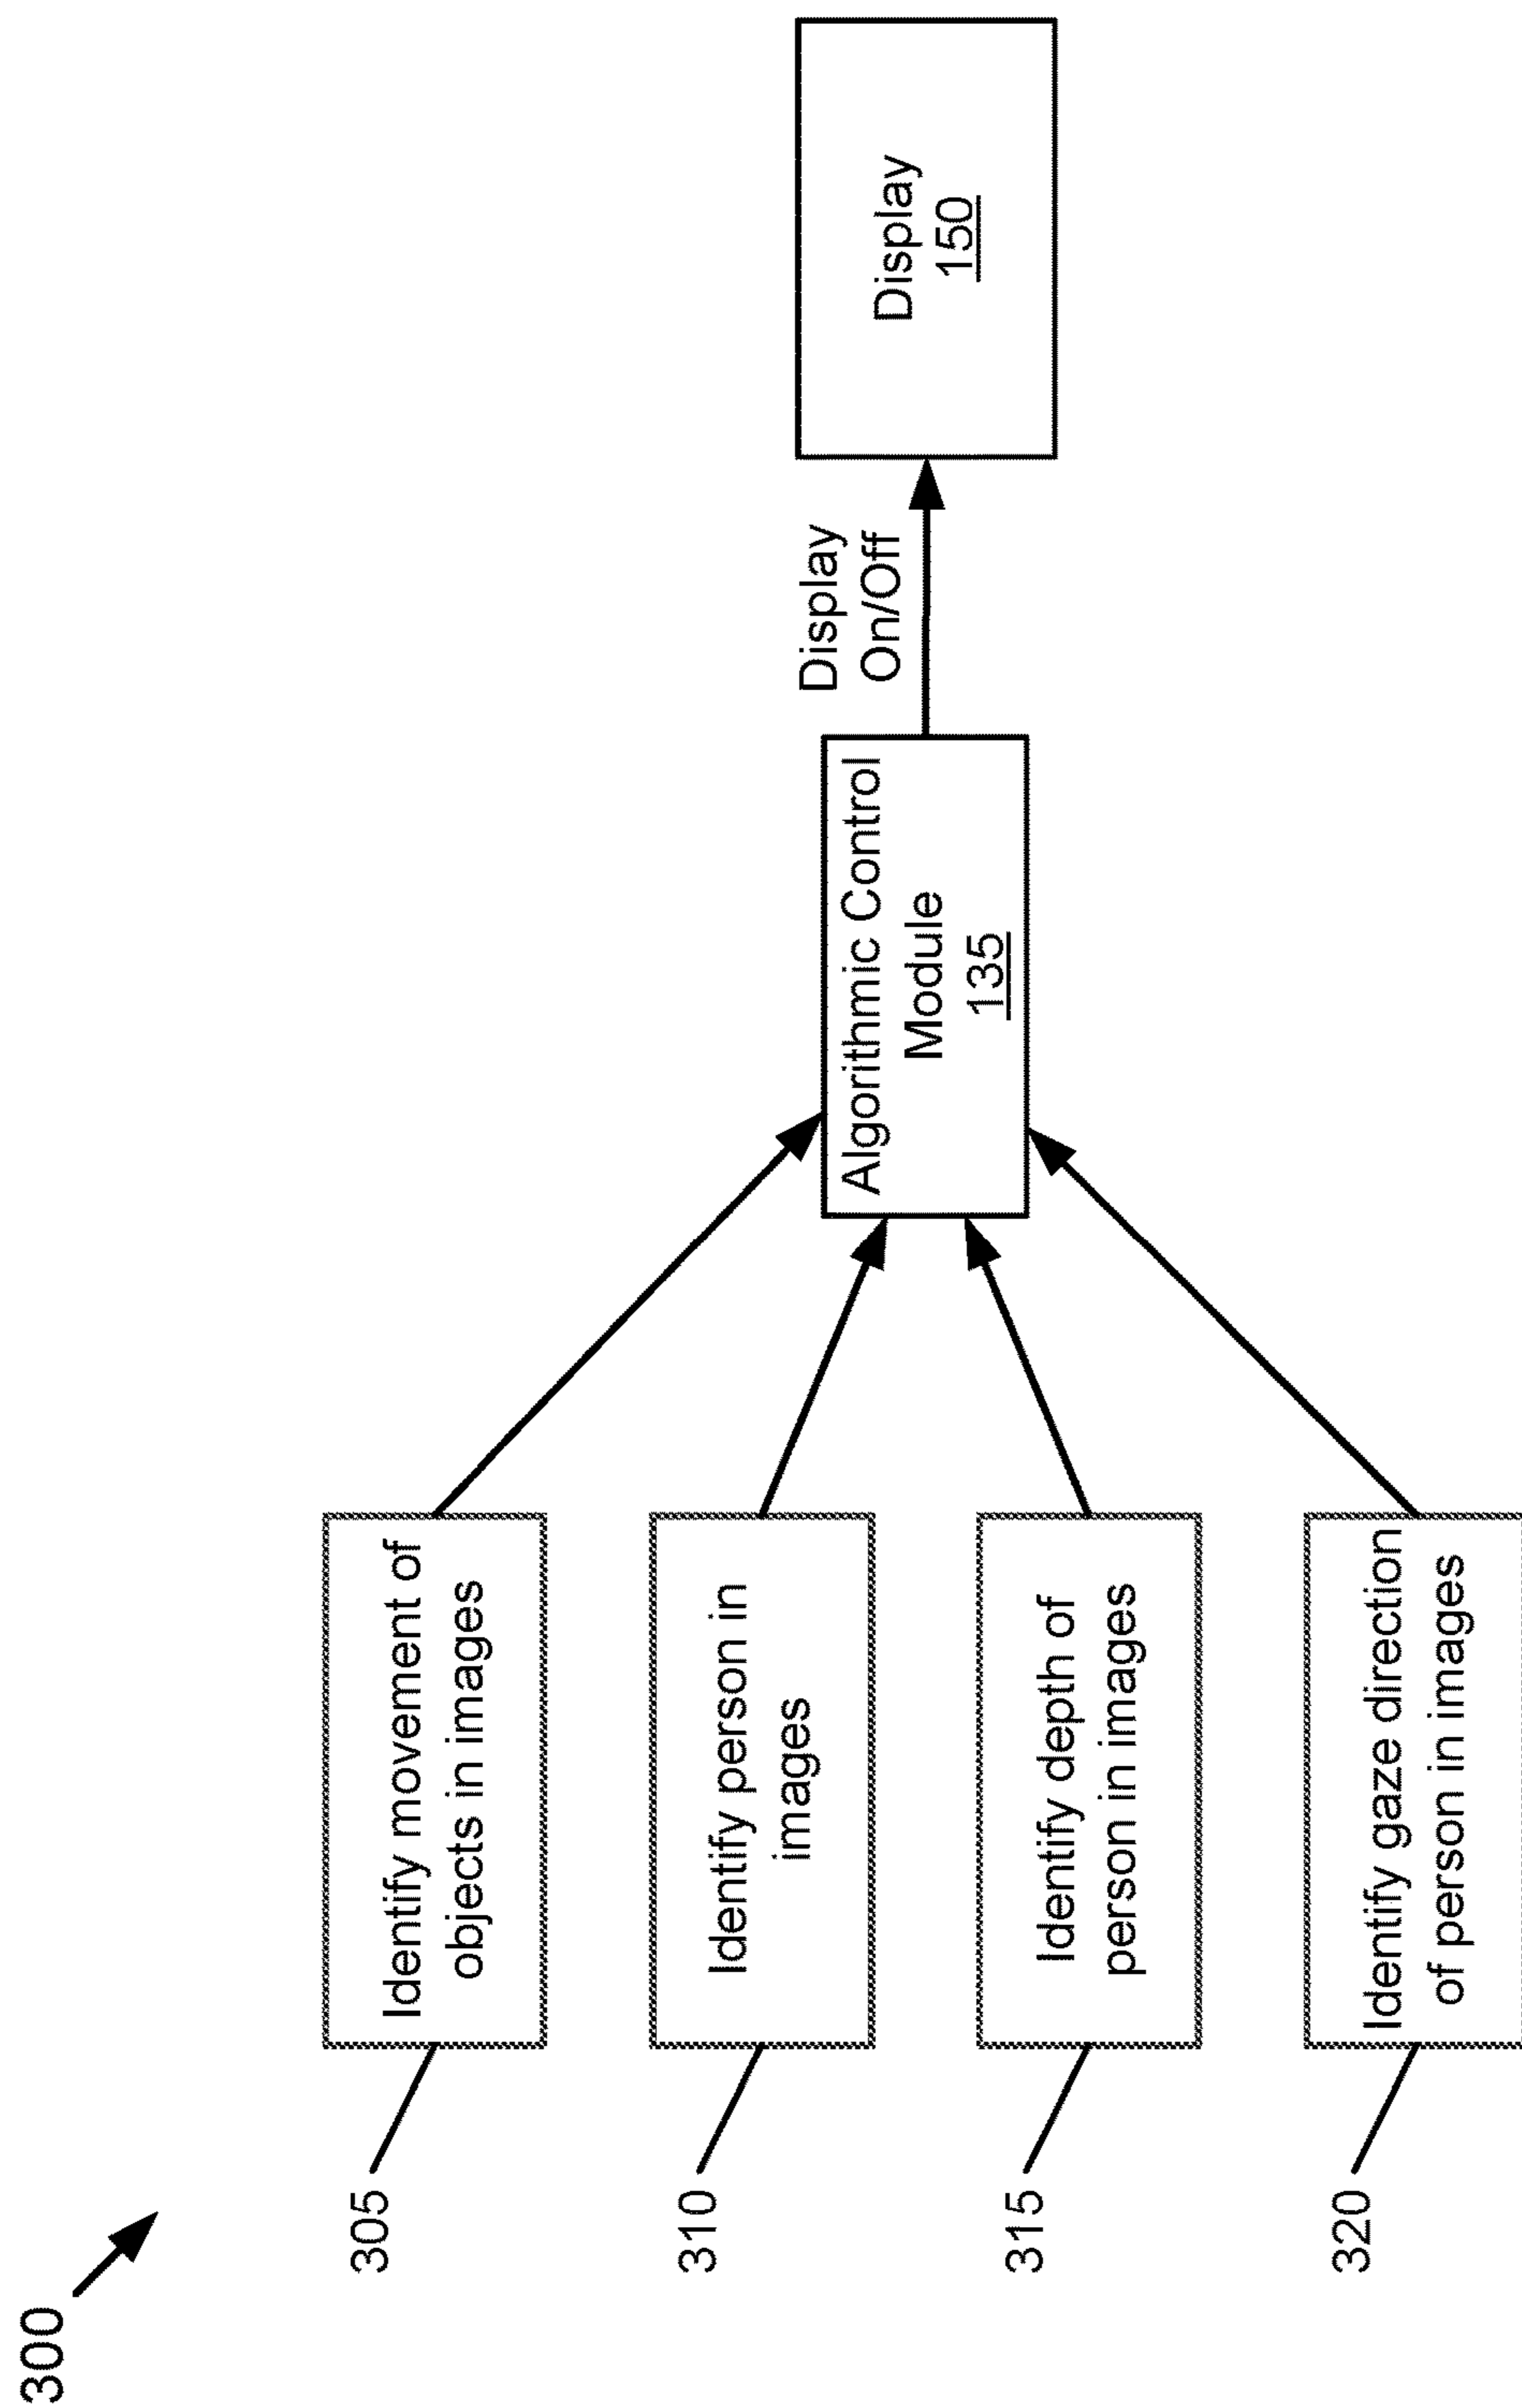 300
305
Identify movement of
objects in images
310
Identify person in
images
315
Identify depth of
person in images
320
Identify gaze direction
of person in images
Algorithmic Control
Module
135
Display
On/Off
Display
150